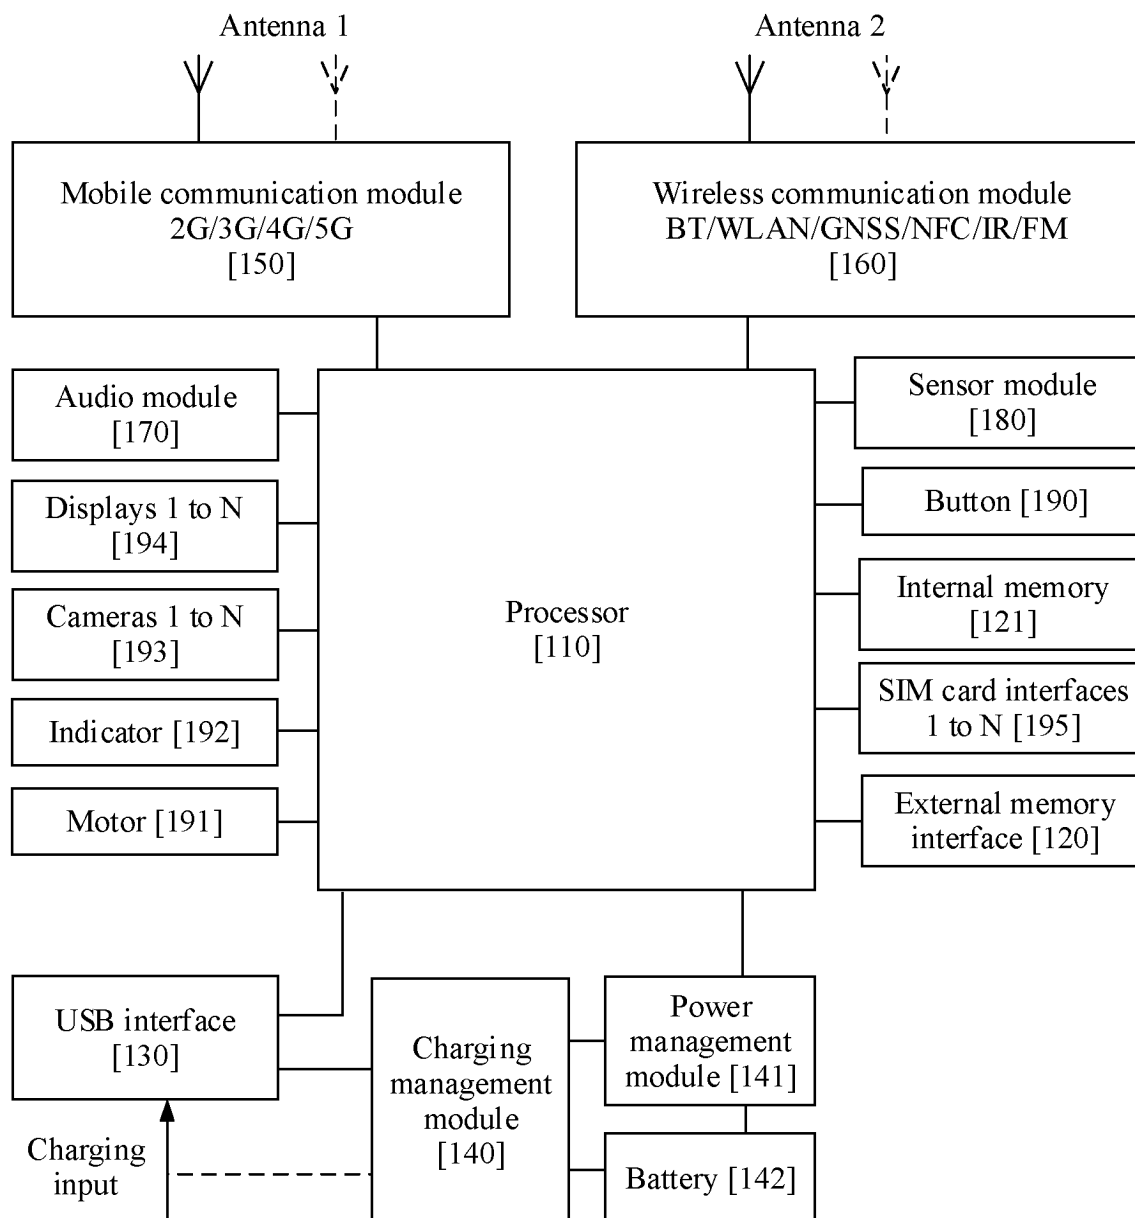 Antenna 1
Antenna 2
Mobile communication module
2G/3G/4G/5G
[150]
Wireless communication module
BT/WLAN/GNSS/NFC/IR/FM
[160]
Audio module
[170]
Displays 1 to N
[194]
Cameras 1 to N
[193]
Indicator [192]
Motor [191]
Processor
[110]
Sensor module
[180]
Button [190]
Internal memory
[121]
SIM card interfaces
1 to N [195]
External memory
interface [120]
USB interface
[130]
Charging
management
module
[140]
Power
management
module [141]
Battery [142]
Charging
input